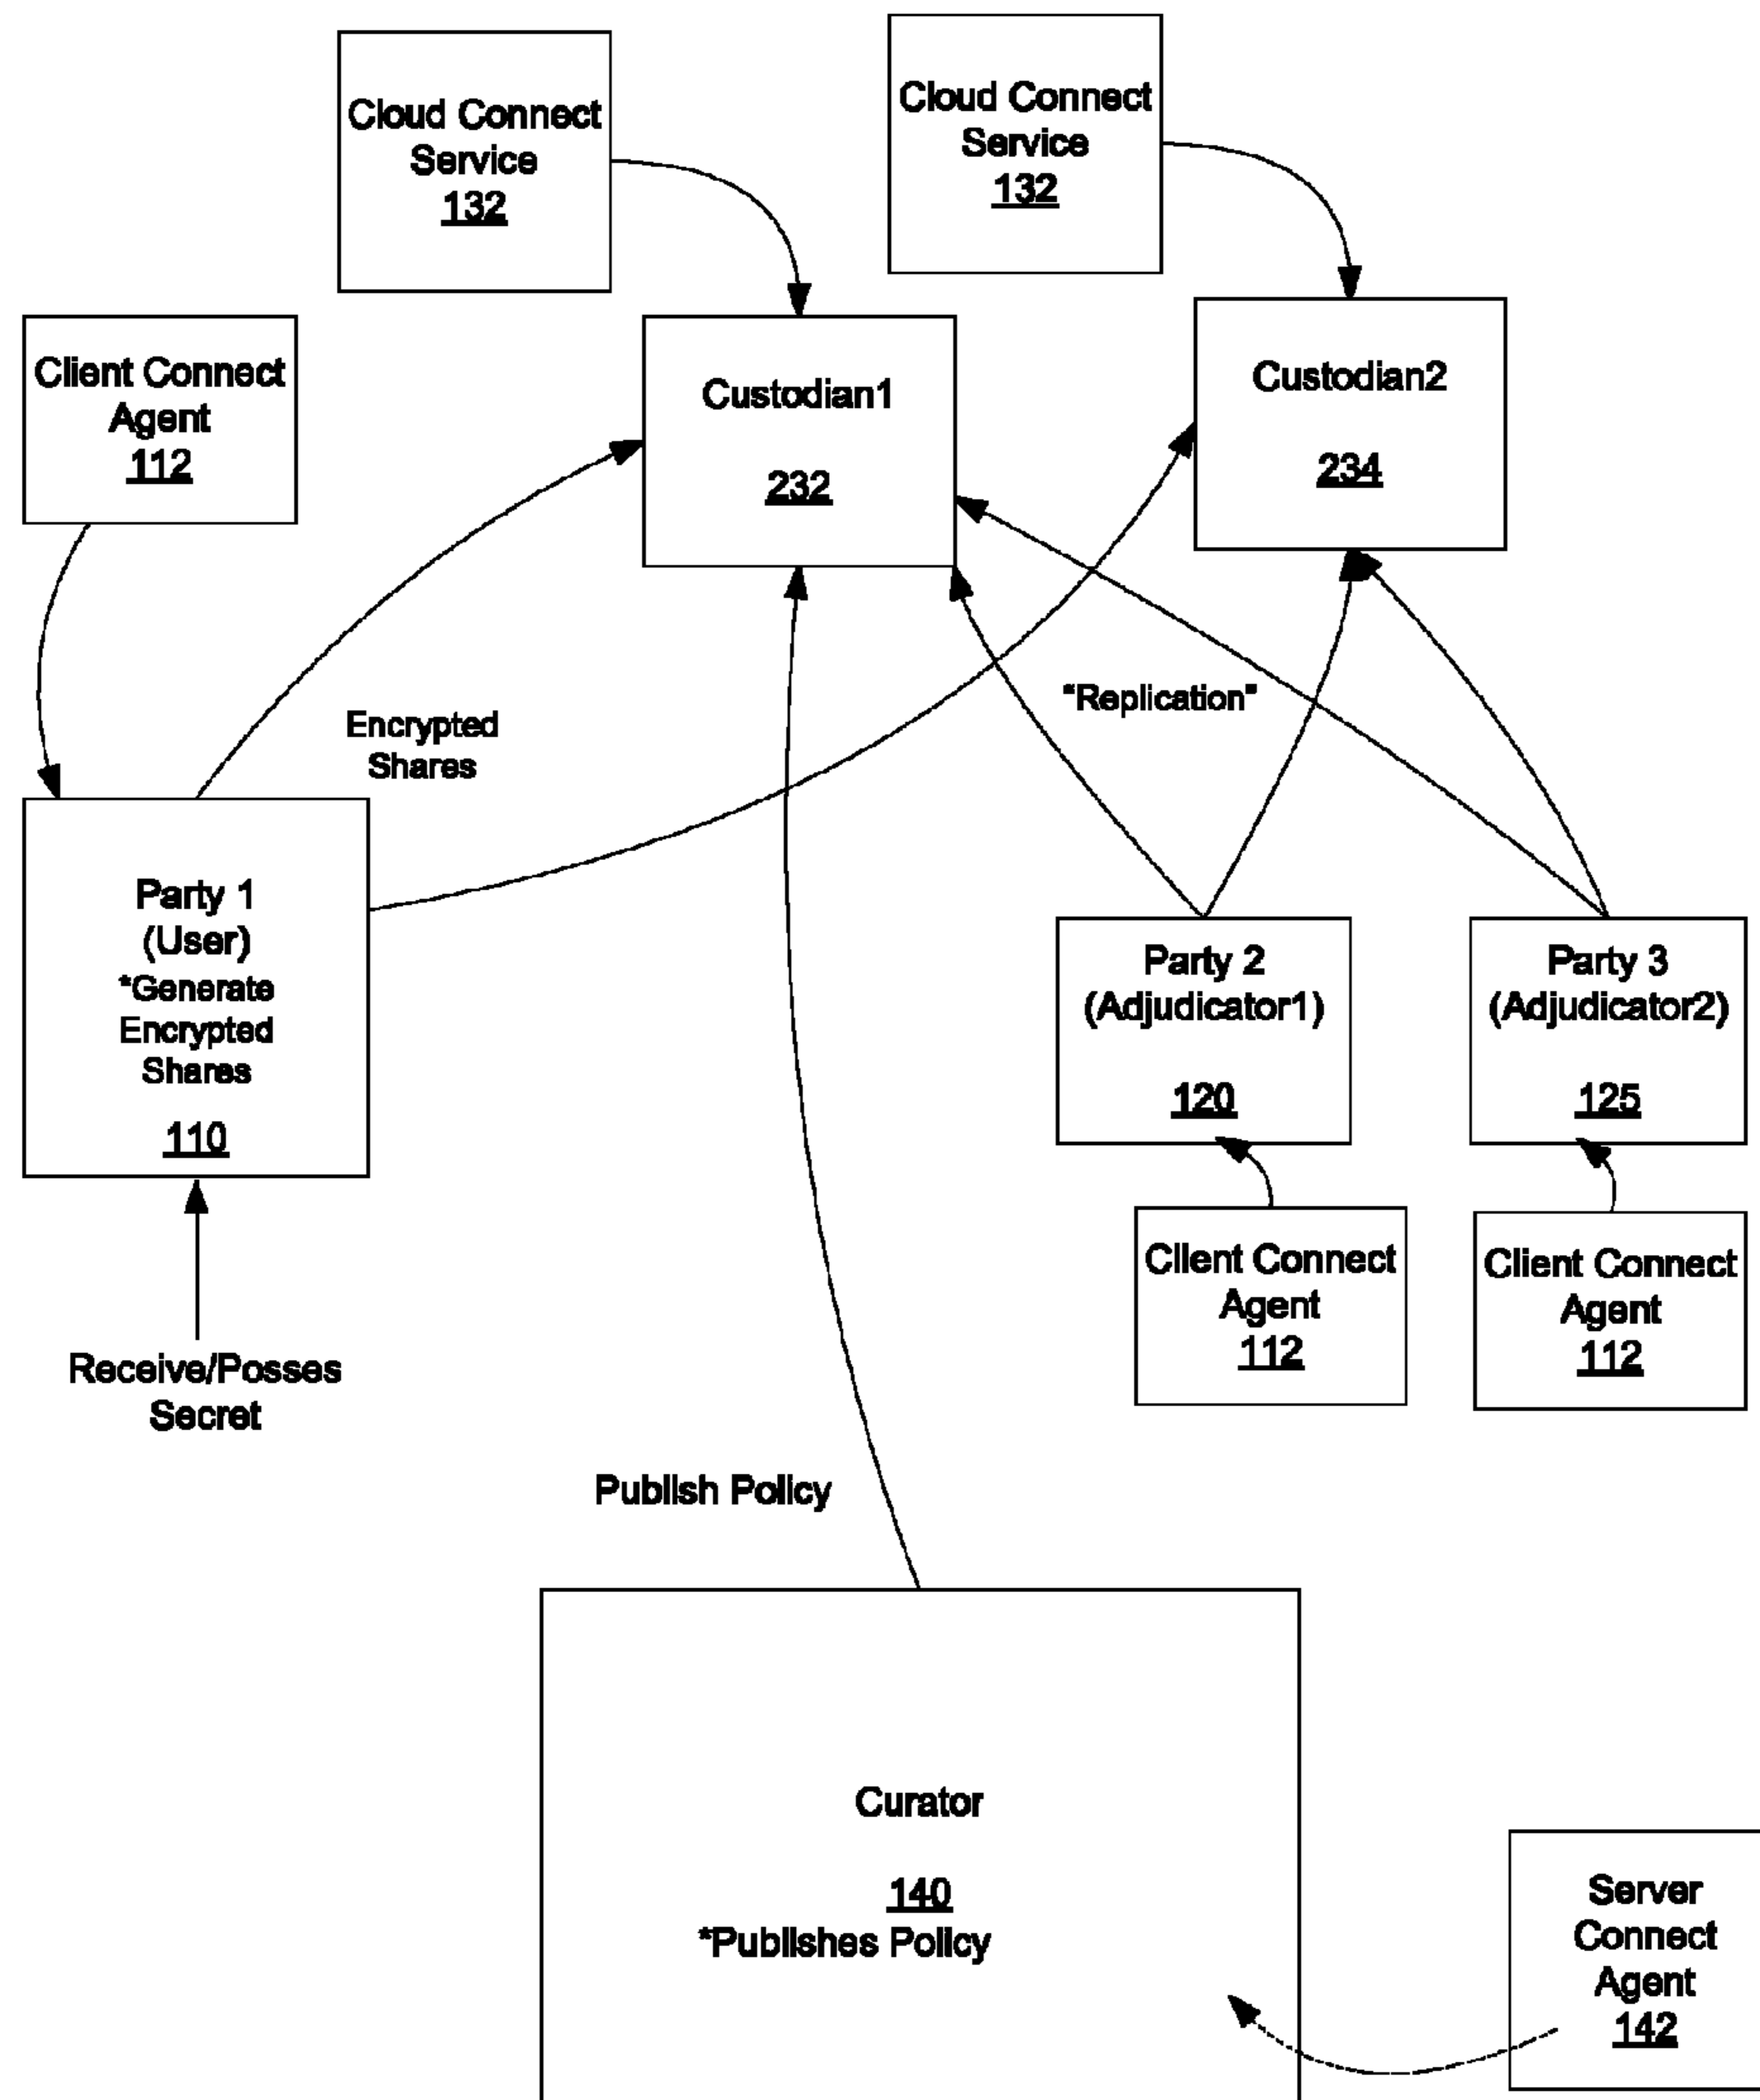 Cloud Connect
Service
132
Cloud Connect
Service
132
Client Connect
Agent
112
Custodian1
232
Custodian2
234
Encrypted
Shares
"Replication"
Party 1
(User)
*Generate
Encrypted
Shares
110
Party 2
(Adjudicator1)
120
Party 3
(Adjudicator2)
125
Client Connect
Agent
112
Client Connect
Agent
112
Receive/Posses
Secret
Publish Policy
Curator
140
*Publishes Policy
Server
Connect
Agent
142